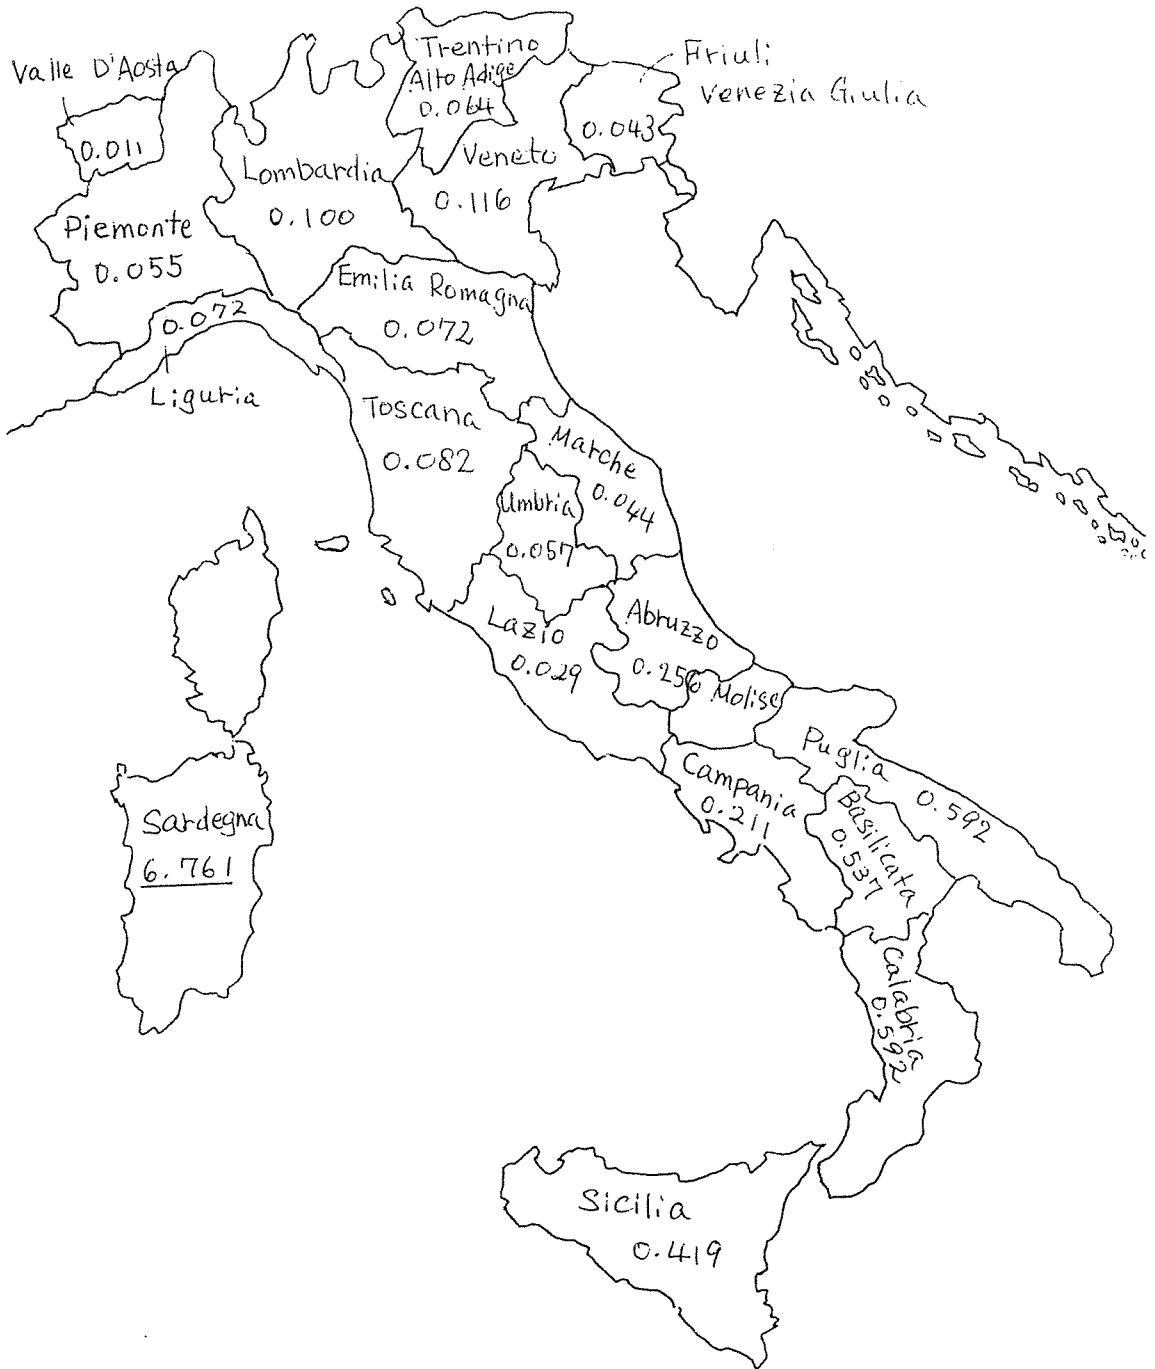 Valle D'Aosta
0.011
Trentino
Alto Adige
0.064
Friuli
Venezia Giulia
0.043
Lombardia
0.100
Veneto
0.116
Piemonte
0.055
Emilia Romagna
0.072
0.072
Liguria
Toscana
0.082
Marche
0.044
Umbria
0.057
Lazio
0.029
Abruzzo
0.256
Molise
Puglia
0.592
Campania
0.211
Basilicata
0.537
Sardegna
6.761
Calabria
0.592
Sicilia
0.419